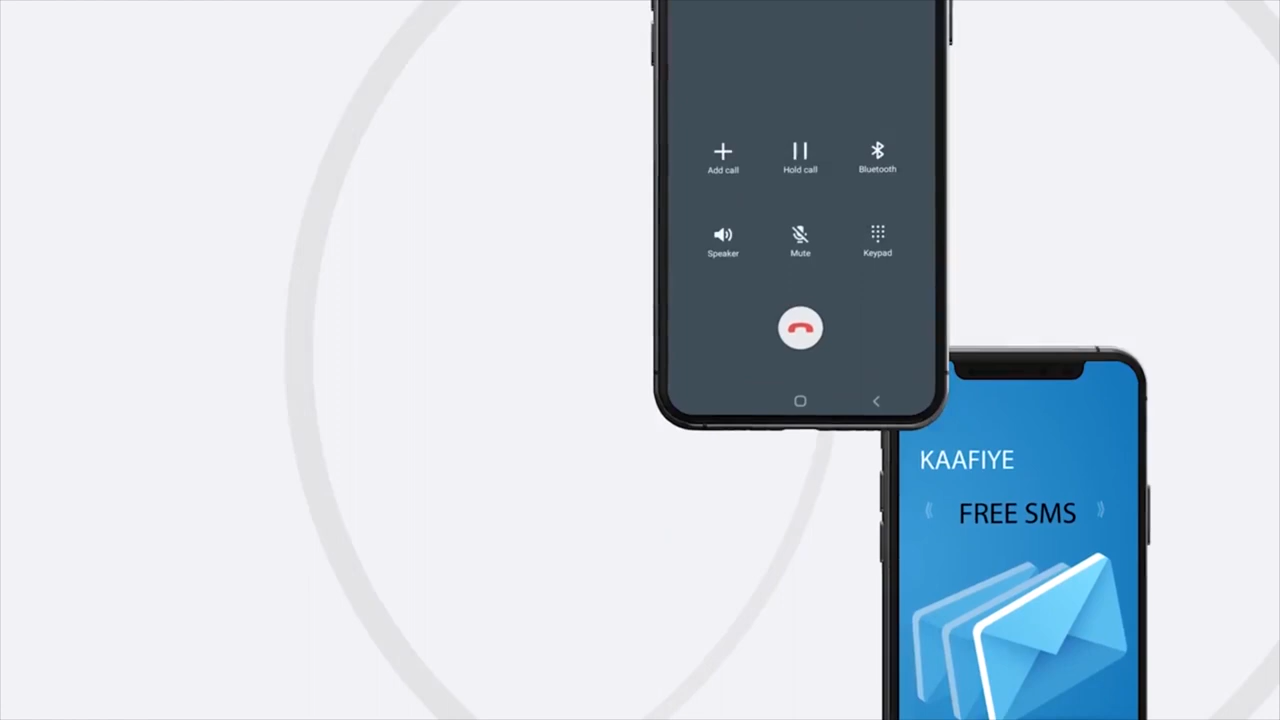 Add call Hold call Bluetooth
Speaker Mute Keypad
KAAFIYE
FREE SMS